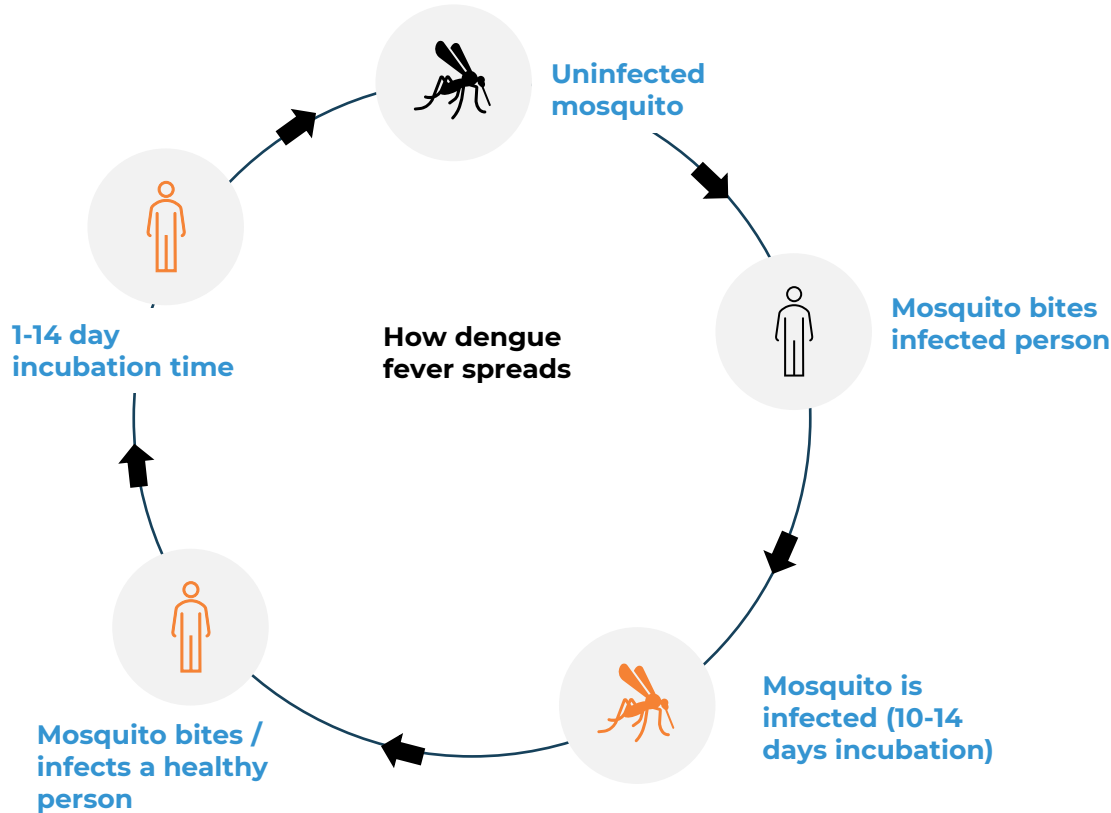 Uninfected
mosquito
Mosquito bites
infected person
Mosquito is
infected (10-14
days incubation)
Mosquito bites /
infects a healthy
person
1-14 day
incubation time
How dengue
fever spreads